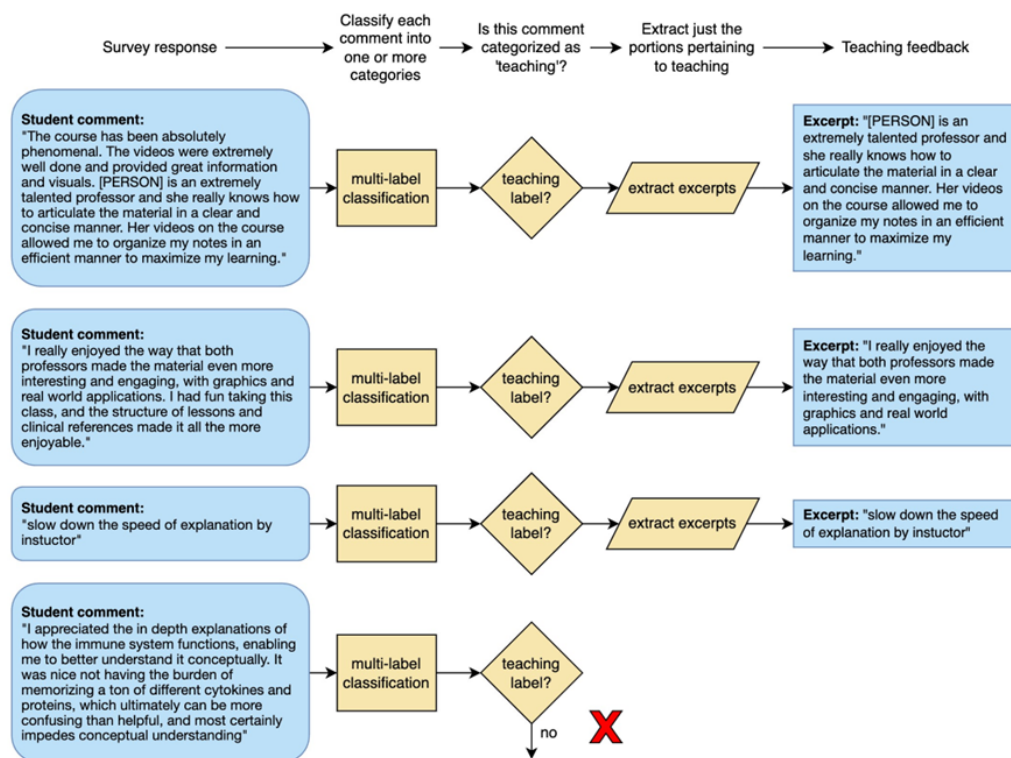 Survey response
Classify each
comment into
one or more
categories
Is this comment
categorized as
'teaching'?
Extract just the
portions pertaining
to teaching
Teaching feedback
Student comment:
"The course has been absolutely
phenomenal. The videos were extremely
well done and provided great information
and visuals. [PERSON] is an extremely
talented professor and she really knows how
to articulate the material in a clear and
concise manner. Her videos on the course
allowed me to organize my notes in an
efficient manner to maximize my learning."
multi-label
classification
teaching
label?
extract excerpts
Excerpt: "[PERSON] is an
extremely talented professor and
she really knows how to
articulate the material in a clear
and concise manner. Her videos
on the course allowed me to
organize my notes in an efficient
manner to maximize my
learning."
Student comment:
"I really enjoyed the way that both
professors made the material even more
interesting and engaging, with graphics and
real world applications. I had fun taking this
class, and the structure of lessons and
clinical references made it all the more
enjoyable."
multi-label
classification
teaching
label?
extract excerpts
Excerpt: "I really enjoyed the
way that both professors made
the material even more
interesting and engaging, with
graphics and real world
applications."
Student comment:
"slow down the speed of explanation by
instuctor"
multi-label
classification
teaching
label?
extract excerpts
Excerpt: "slow down the speed
of explanation by instuctor"
Student comment:
"I appreciated the in depth explanations of
how the immune system functions, enabling
me to better understand it conceptually. It
was nice not having the burden of
memorizing a ton of different cytokines and
proteins, which ultimately can be more
confusing than helpful, and most certainly
impedes conceptual understanding"
multi-label
classification
teaching
label?
no
X